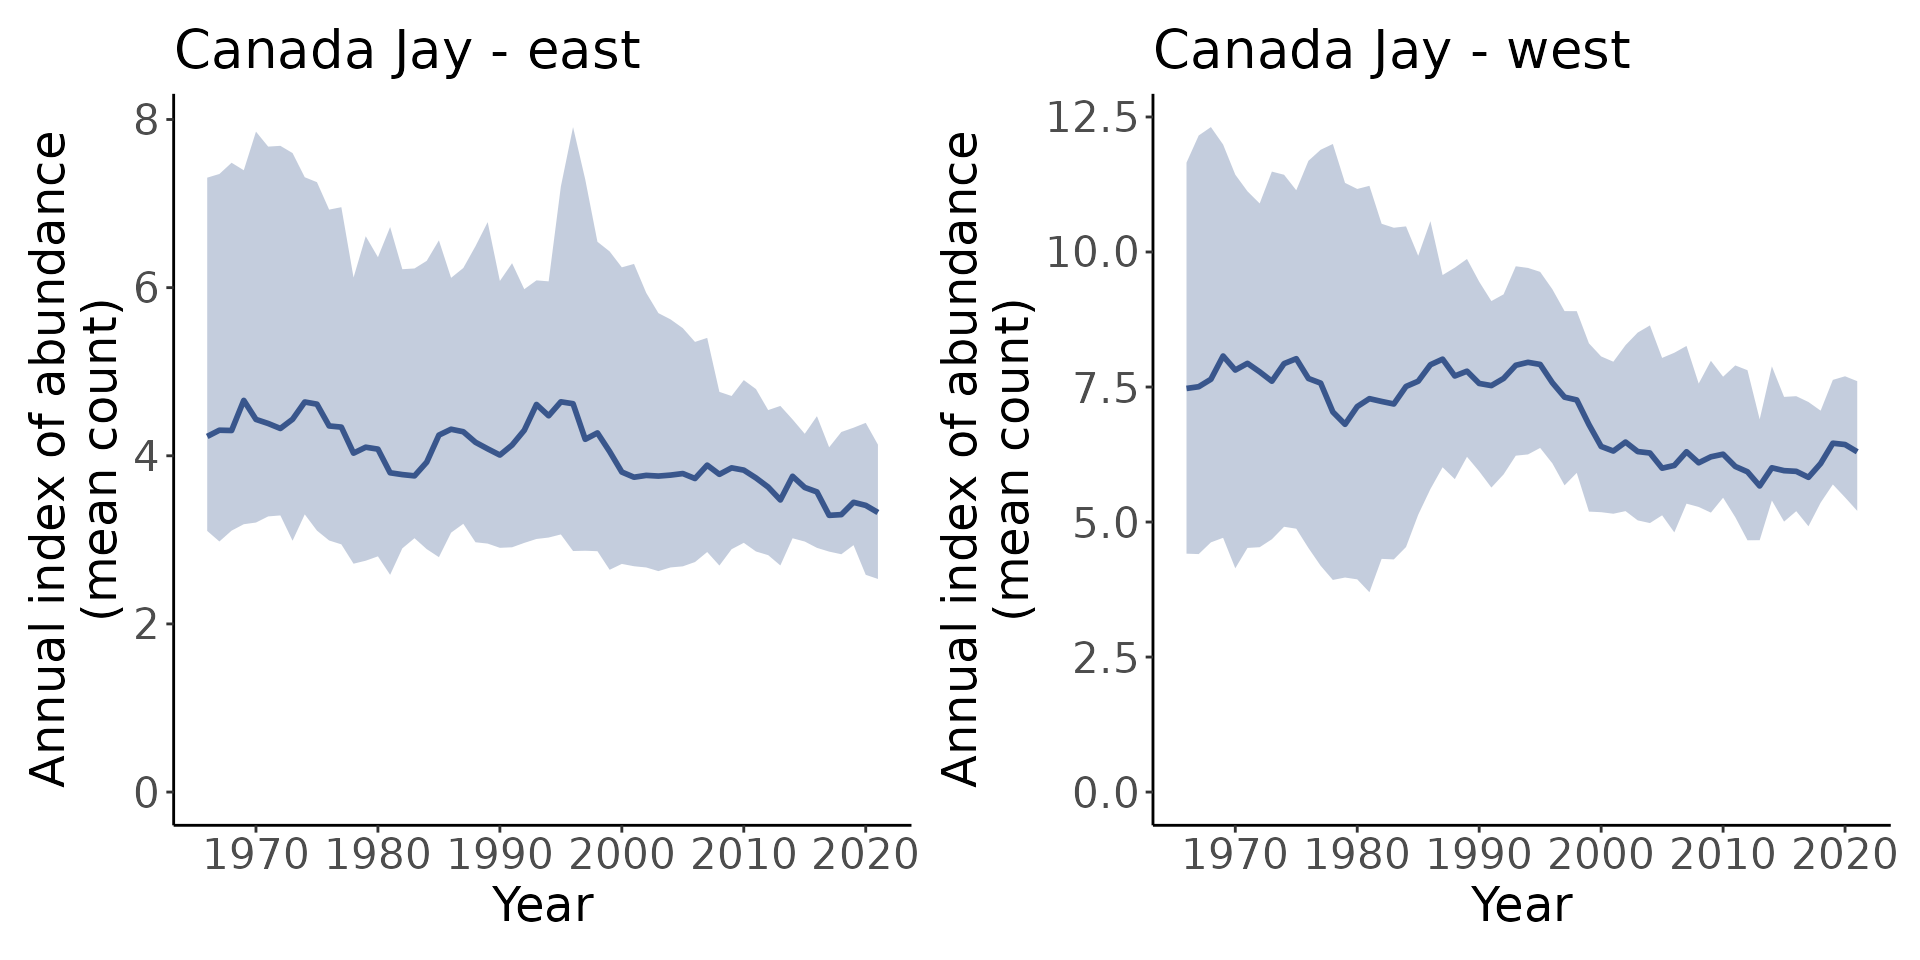 Canada Jay - east
Annual index of abundance
(mean count)
8
6
4
2
0
1970 1980 1990 2000 2010 2020
Year
Canada Jay - west
Annual index of abundance
(mean count)
12.5
10.0
7.5
5.0
2.5
0.0
1970 1980 1990 2000 2010 2020
Year